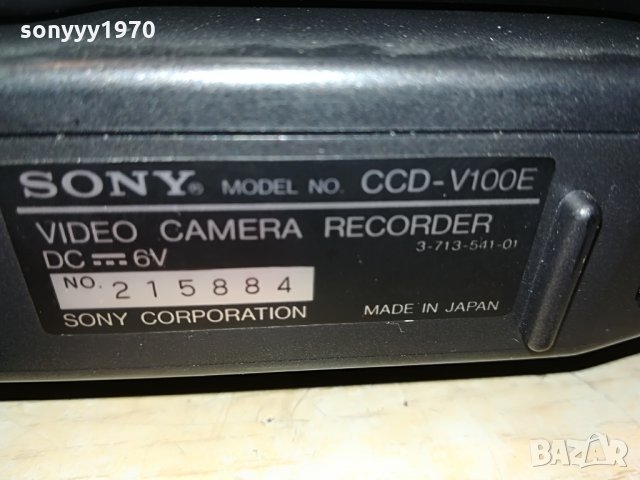 sonyyy1970
SONY® MODEL NO. CCD-V100E
VIDEO CAMERA RECORDER
3-713-541-01
DC ⎓ 6V
NO. 215884
SONY CORPORATION MADE IN JAPAN
BAZAR